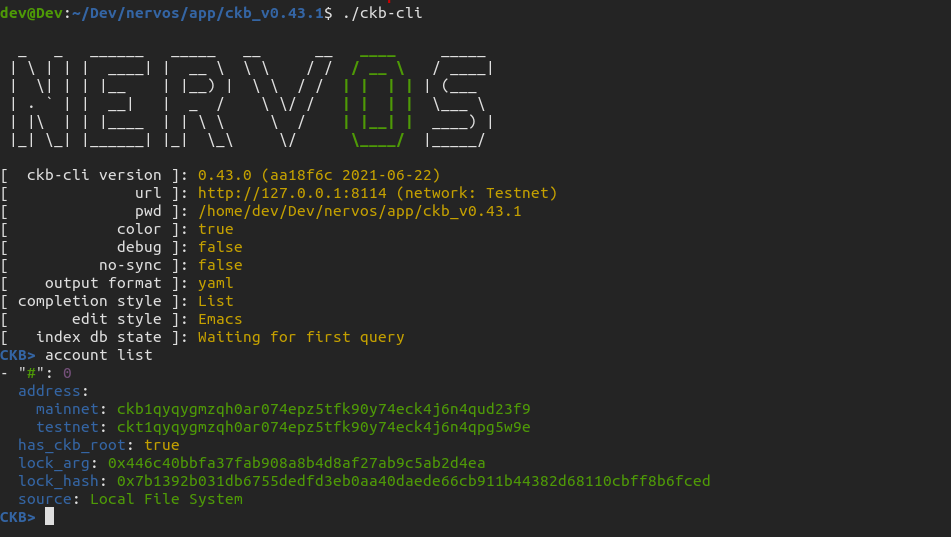 dev@Dev:~/Dev/nervos/app/ckb_v0.43.1$ ./ckb-cli
NERVOS
[  ckb-cli version ]: 0.43.0 (aa18f6c 2021-06-22)
[              url ]: http://127.0.0.1:8114 (network: Testnet)
[              pwd ]: /home/dev/Dev/nervos/app/ckb_v0.43.1
[            color ]: true
[            debug ]: false
[          no-sync ]: false
[    output format ]: yaml
[ completion style ]: List
[       edit style ]: Emacs
[   index db state ]: Waiting for first query
CKB> account list
- "#": 0
  address:
    mainnet: ckb1qyqygmzqh0ar074epz5tfk90y74eck4j6n4qud23f9
    testnet: ckt1qyqygmzqh0ar074epz5tfk90y74eck4j6n4qpg5w9e
  has_ckb_root: true
  lock_arg: 0x446c40bbfa37fab908a8b4d8af27ab9c5ab2d4ea
  lock_hash: 0x7b1392b031db6755dedfd3eb0aa40daede66cb911b44382d68110cbff8b6fced
  source: Local File System
CKB>